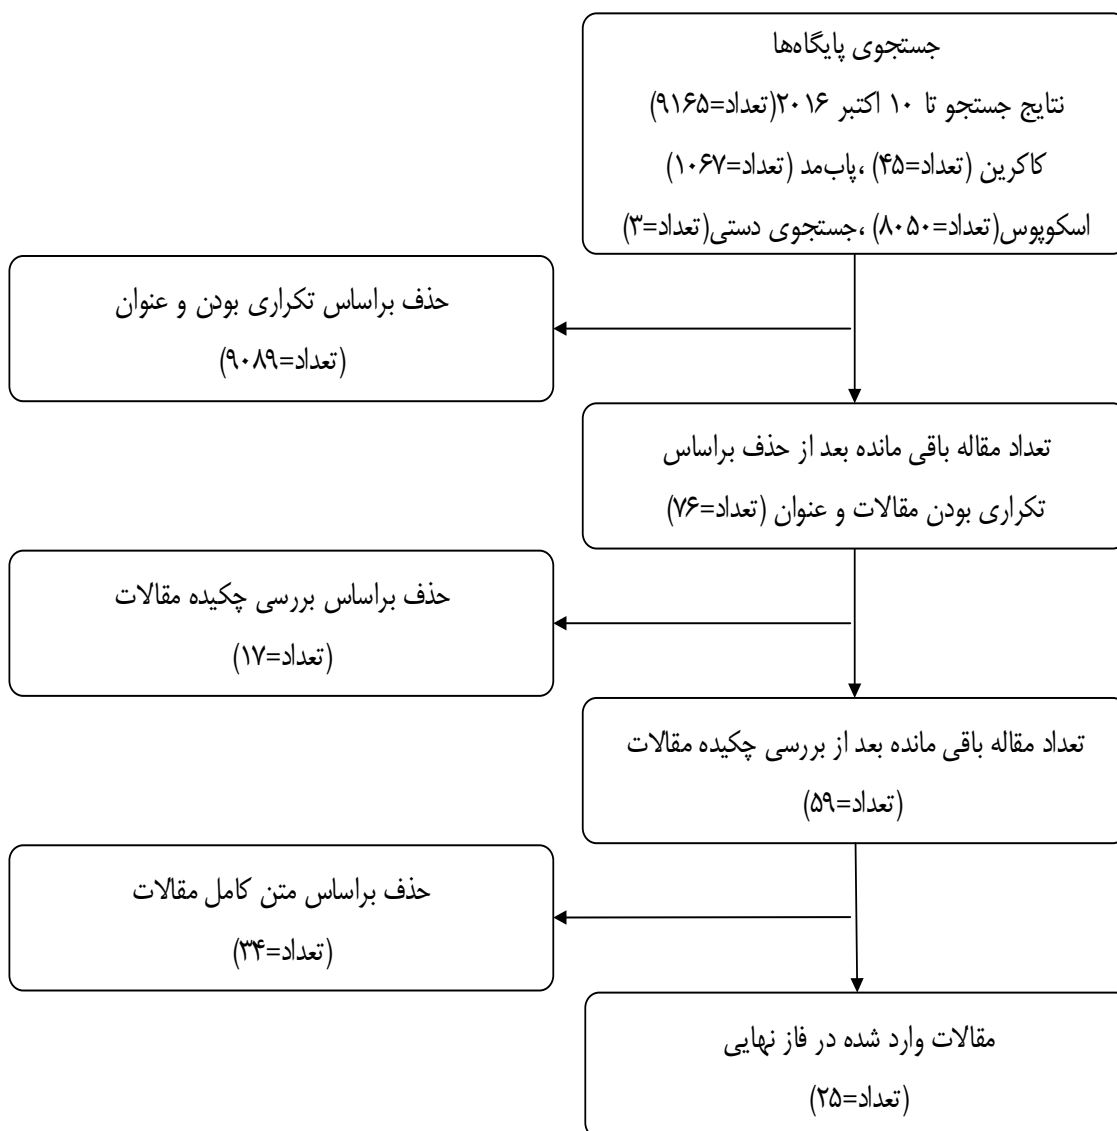 جستجوی پایگاه‌ها
نتایج جستجو تا ۱۰ اکتبر ۲۰۱۶(تعداد=۹۱۶۵)
کاکرین (تعداد=۴۵) ،پاب‌مد (تعداد=۱۰۶۷)
اسکوپوس(تعداد=۸۰۵۰) ،جستجوی دستی(تعداد=۳)
حذف براساس تکراری بودن و عنوان
(تعداد=۹۰۸۹)
تعداد مقاله باقی مانده بعد از حذف براساس
تکراری بودن مقالات و عنوان (تعداد=۷۶)
حذف براساس بررسی چکیده مقالات
(تعداد=۱۷)
تعداد مقاله باقی مانده بعد از بررسی چکیده مقالات
(تعداد=۵۹)
حذف براساس متن کامل مقالات
(تعداد=۳۴)
مقالات وارد شده در فاز نهایی
(تعداد=۲۵)